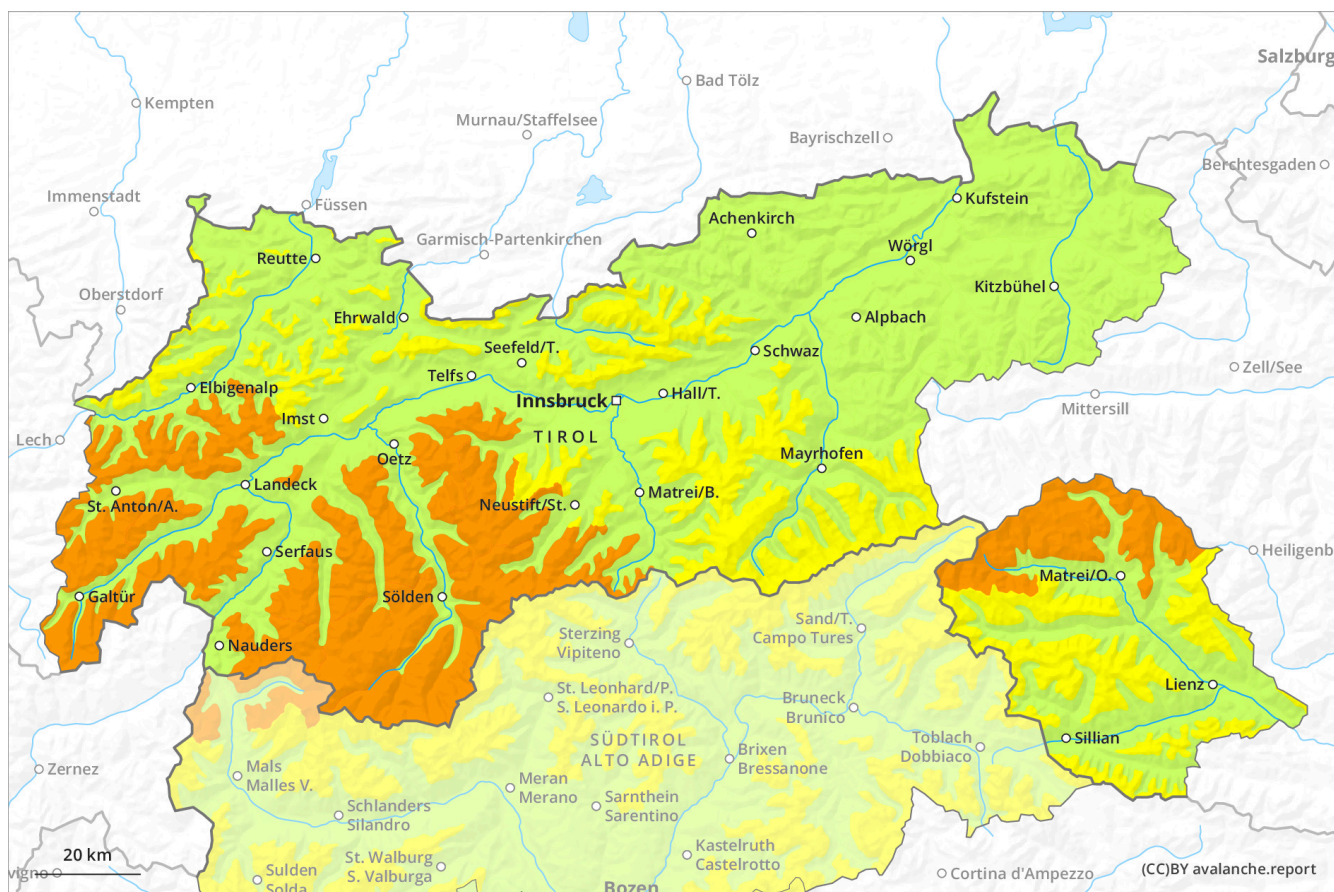 Salzburg
Bad Tölz
Kempten
Murnau/Staffelsee
Bayrischzell
Berchtesgaden
Immenstadt
Füssen
Kufstein
Achenkirch
Garmisch-Partenkirchen
Wörgl
Reutte
Kitzbühel
Oberstdorf
Ehrwald
Alpbach
Seefeld/T.
Schwaz
Zell/See
Telfs
Elbigenalp
Hall/T.
Innsbruck
Mittersill
Imst
Lech
TIROL
Oetz
Mayrhofen
Landeck
Matrei/B.
St. Anton/A.
Neustift/St.
Serfaus
Heiligenb
Matrei/O.
Galtür
Sölden
Sand/T.
Campo Tures
Sterzing
Vipiteno
Nauders
Lienz
St. Leonhard/P.
S. Leonardo i. P.
Bruneck
Brunico
SÜDTIROL
ALTO ADIGE
Sillian
Toblach
Dobbiaco
Brixen
Bressanone
Zernez
Mals
Malles V.
Meran
Merano
Sarnthein
Sarentino
Schlanders
Silandro
Kastelruth
Castelrotto
20 km
St. Walburg
S. Valburga
vigno
Sulden
Solda
Cortina d'Ampezzo
(CC)BY avalanche.report
Bozen